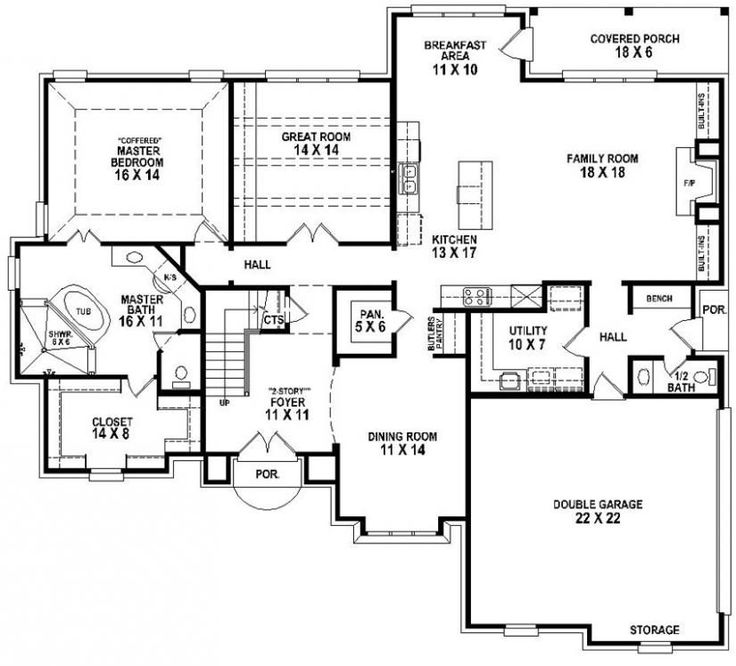 BREAKFAST
AREA
11 X 10
COVERED PORCH
18 X 6
"COFFERED"
MASTER
BEDROOM
16 X 14
GREAT ROOM
14 X 14
BUILT-INS
FAMILY ROOM
18 X 18
F/P
KITCHEN
13 X 17
BUILT-INS
HALL
K/S
MASTER
BATH
16 X 11
TUB
SHWR.
6 X 6
CTS
PAN.
5 X 6
BUTLERS
PANTRY
UTILITY
10 X 7
BENCH
POR.
HALL
1/2
BATH
UP
"2-STORY"
FOYER
11 X 11
CLOSET
14 X 8
DINING ROOM
11 X 14
POR.
DOUBLE GARAGE
22 X 22
STORAGE